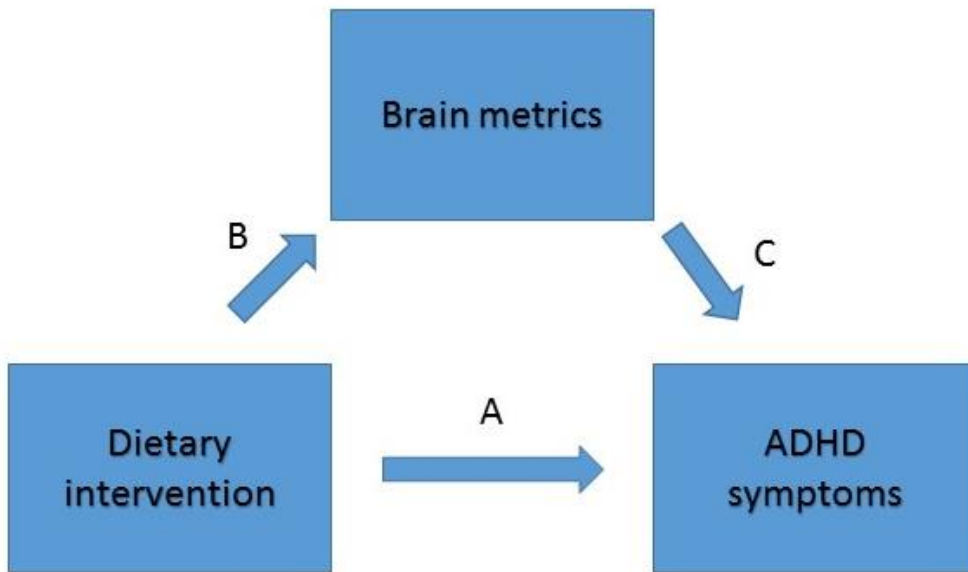 Brain metrics
B
C
Dietary
intervention
A
ADHD
symptoms